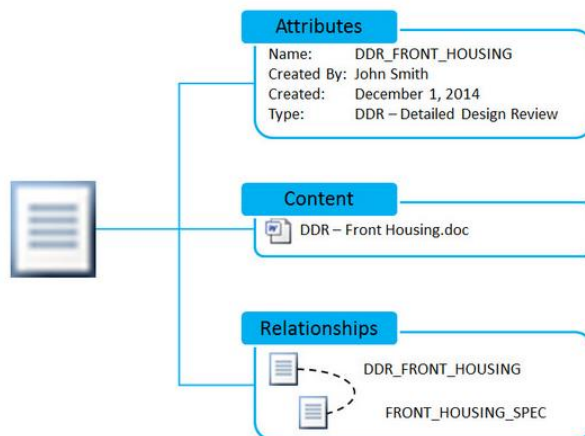 Attributes
Name: DDR_FRONT_HOUSING
Created By: John Smith
Created: December 1, 2014
Type: DDR – Detailed Design Review
Content
DDR – Front Housing.doc
Relationships
DDR_FRONT_HOUSING
FRONT_HOUSING_SPEC